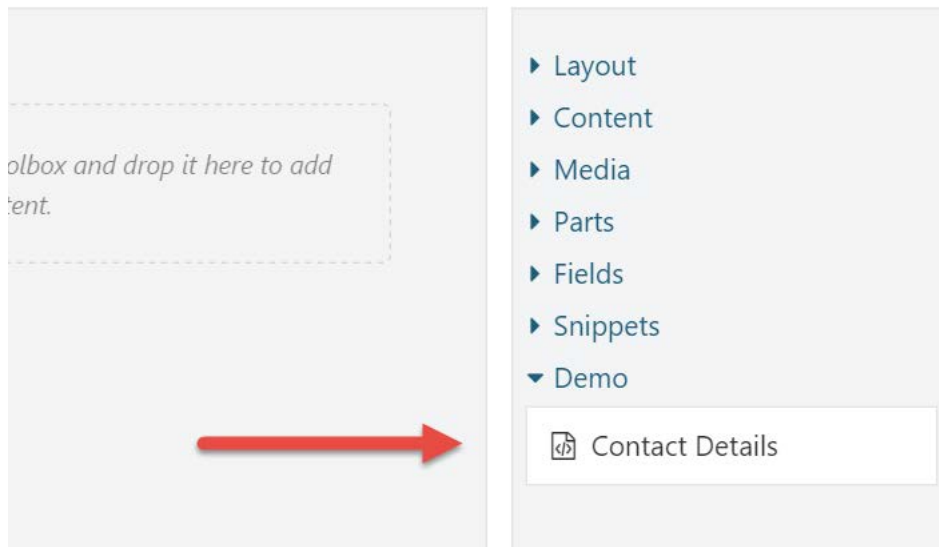 olbox and drop it here to add
tent.
Layout
Content
Media
Parts
Fields
Snippets
Demo
Contact Details